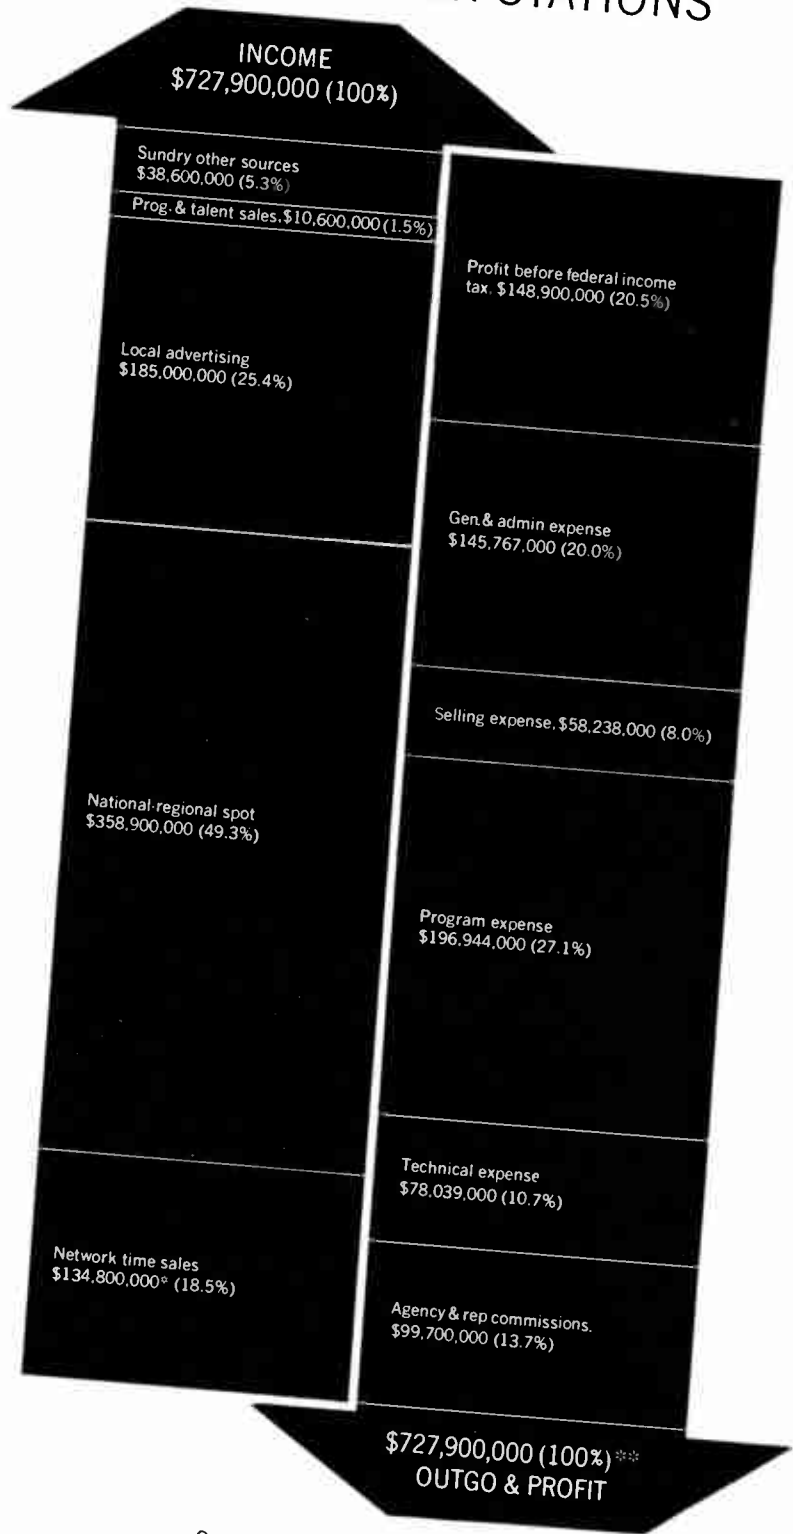 STATIONS
INCOME
$727,900,000 (100%)
Sundry other sources
$38,600,000 (5.3%)
Prog. & talent sales. $10,600,000 (1.5%)
Local advertising
$185,000,000 (25.4%)
National-regional spot
$358,900,000 (49.3%)
Network time sales
$134,800,000* (18.5%)
Profit before federal income
tax. $148,900,000 (20.5%)
Gen. & admin expense
$145,767,000 (20.0%)
Selling expense. $58,238,000 (8.0%)
Program expense
$196,944,000 (27.1%)
Technical expense
$78,039,000 (10.7%)
Agency & rep commissions.
$99,700,000 (13.7%)
$727,900,000 (100%)**
OUTGO & PROFIT